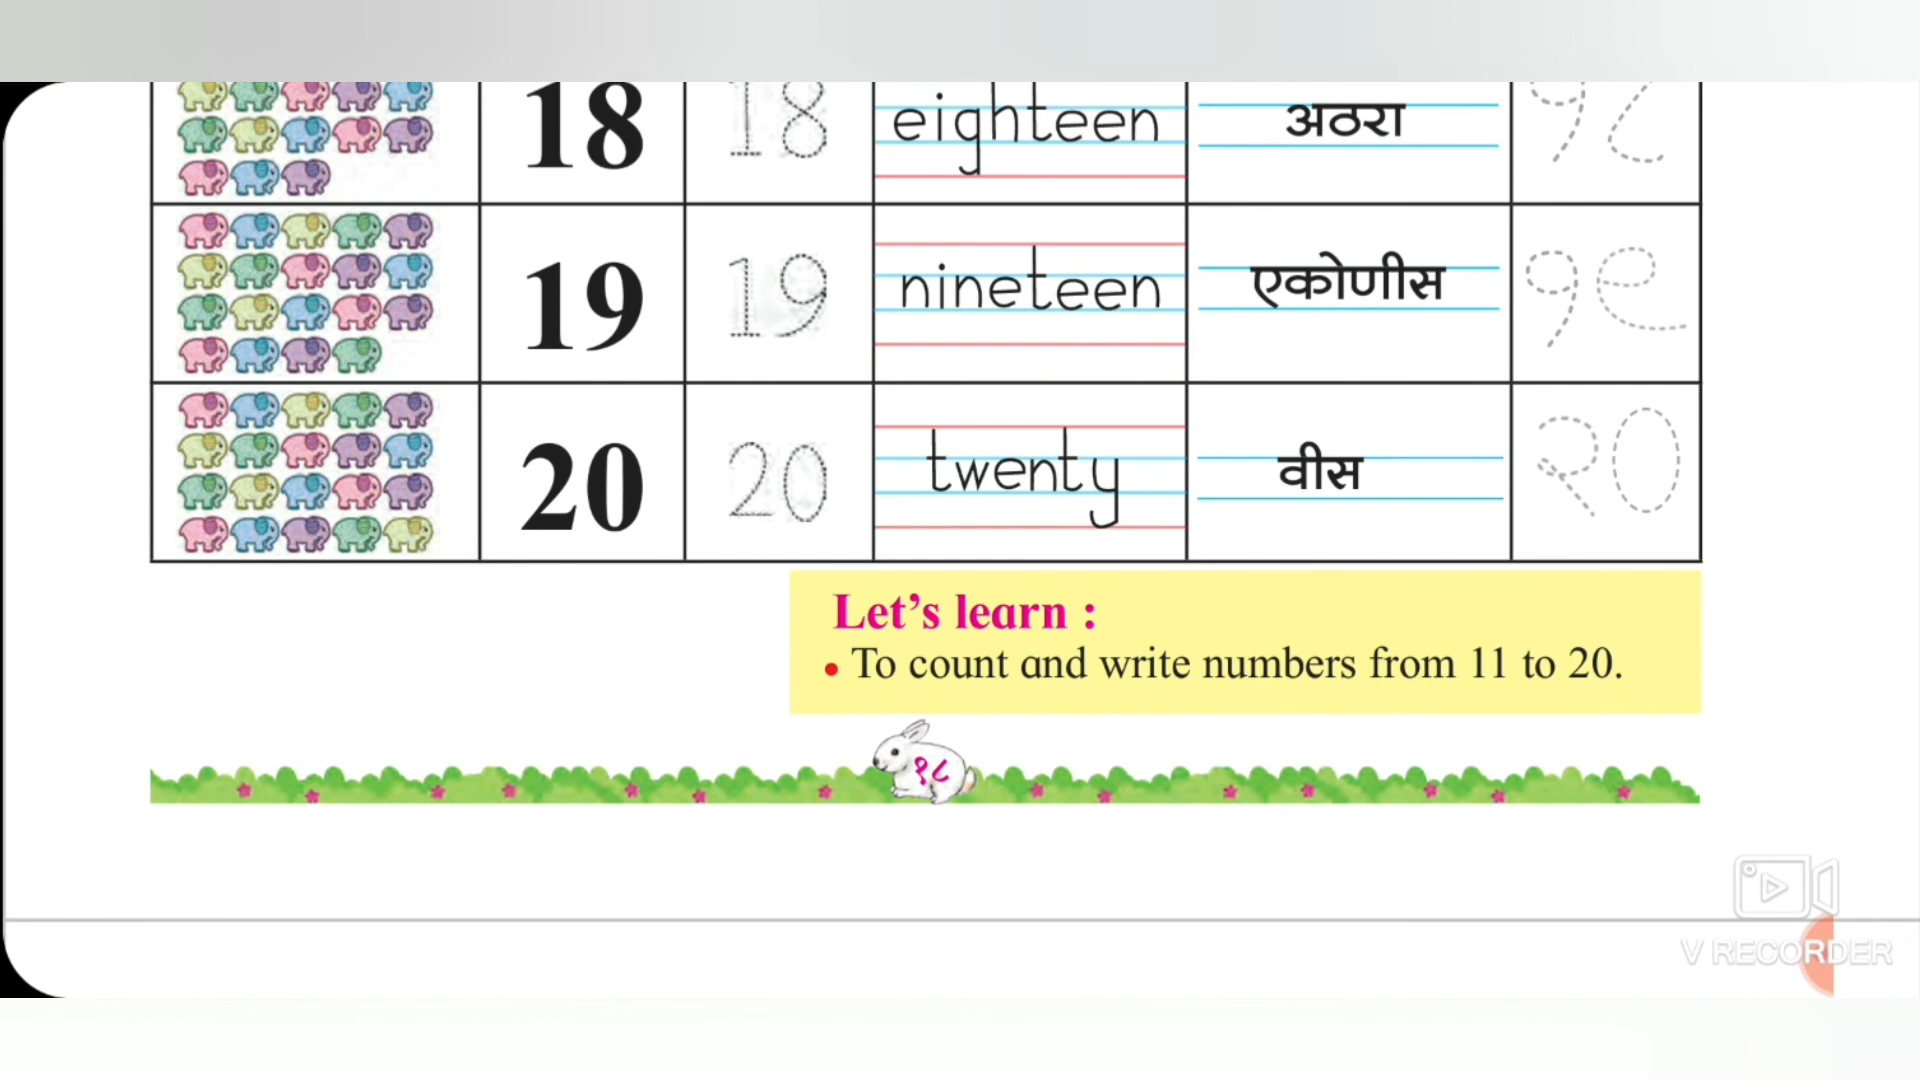 18 18 eighteen अठरा १८
19 19 nineteen एकोणीस १९
20 20 twenty वीस २०
Let's learn :
• To count and write numbers from 11 to 20.
१८
V RECORDER